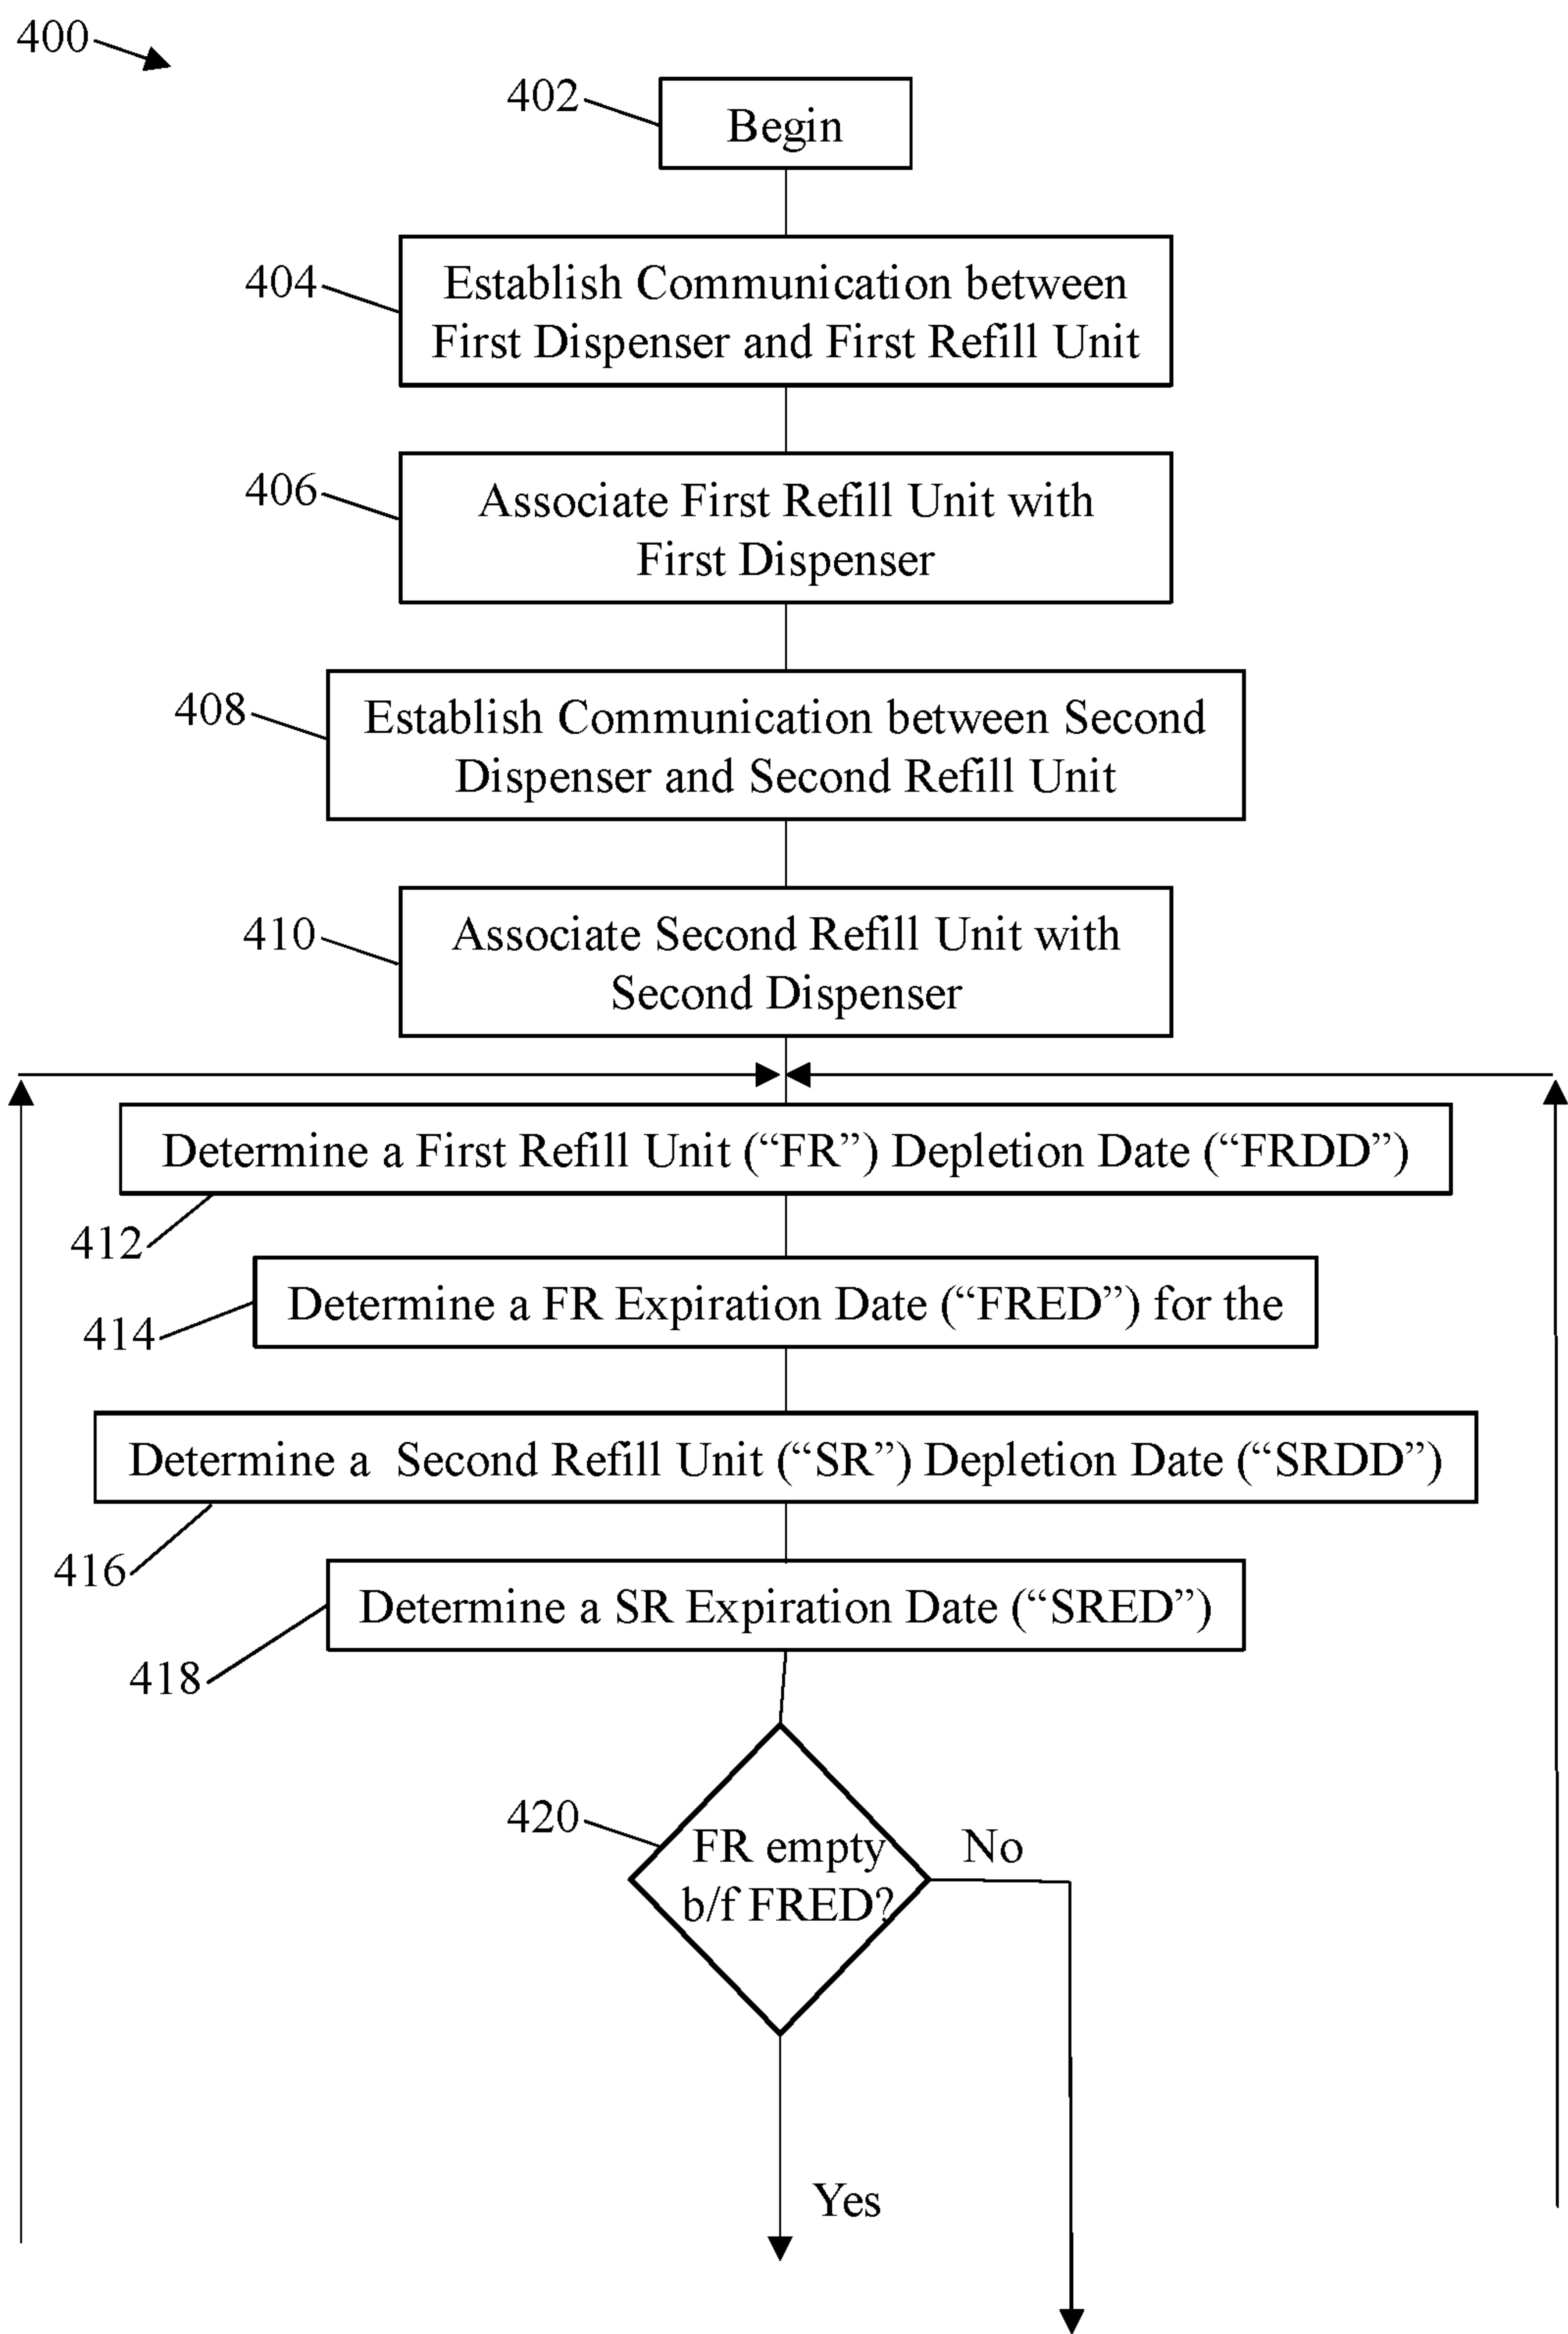 400
402
Begin
404
Establish Communication between
First Dispenser and First Refill Unit
406
Associate First Refill Unit with
First Dispenser
408
Establish Communication between Second
Dispenser and Second Refill Unit
410
Associate Second Refill Unit with
Second Dispenser
Determine a First Refill Unit (“FR”) Depletion Date (“FRDD”)
412
Determine a FR Expiration Date (“FRED”) for the
414
Determine a  Second Refill Unit (“SR”) Depletion Date (“SRDD”)
416
Determine a SR Expiration Date (“SRED”)
418
420
FR empty
b/f FRED?
No
Yes